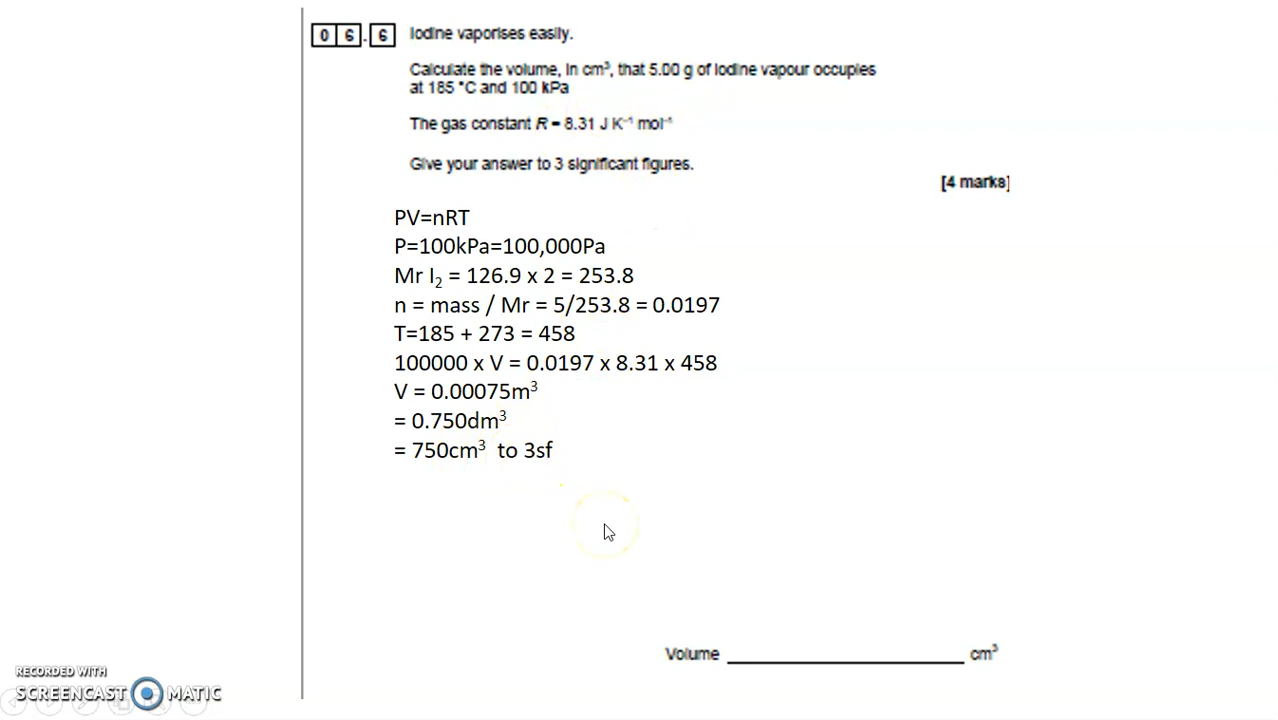 0 6 . 6 Iodine vaporises easily.
Calculate the volume, in cm³, that 5.00 g of iodine vapour occupies
at 185 °C and 100 kPa
The gas constant R = 8.31 J K⁻¹ mol⁻¹
Give your answer to 3 significant figures.
[4 marks]
PV=nRT
P=100kPa=100,000Pa
Mr I₂ = 126.9 x 2 = 253.8
n = mass / Mr = 5/253.8 = 0.0197
T=185 + 273 = 458
100000 x V = 0.0197 x 8.31 x 458
V = 0.00075m³
= 0.750dm³
= 750cm³ to 3sf
Volume ____________________ cm³
RECORDED WITH
SCREENCAST MATIC